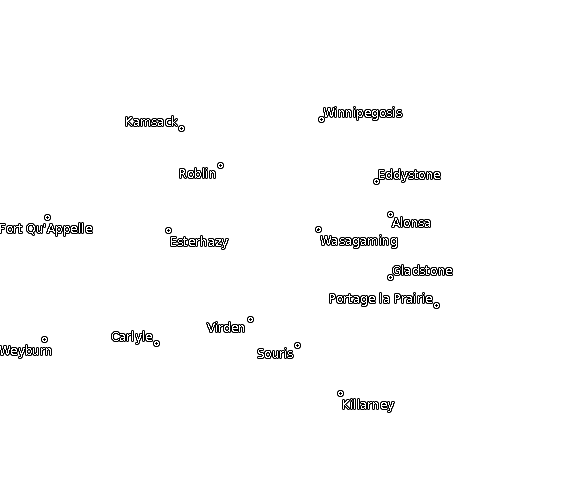 Winnipegosis
Kamsack
Roblin
Eddystone
Alonsa
Fort Qu'Appelle
Esterhazy
Wasagaming
Gladstone
Portage la Prairie
Virden
Carlyle
Weyburn
Souris
Killarney